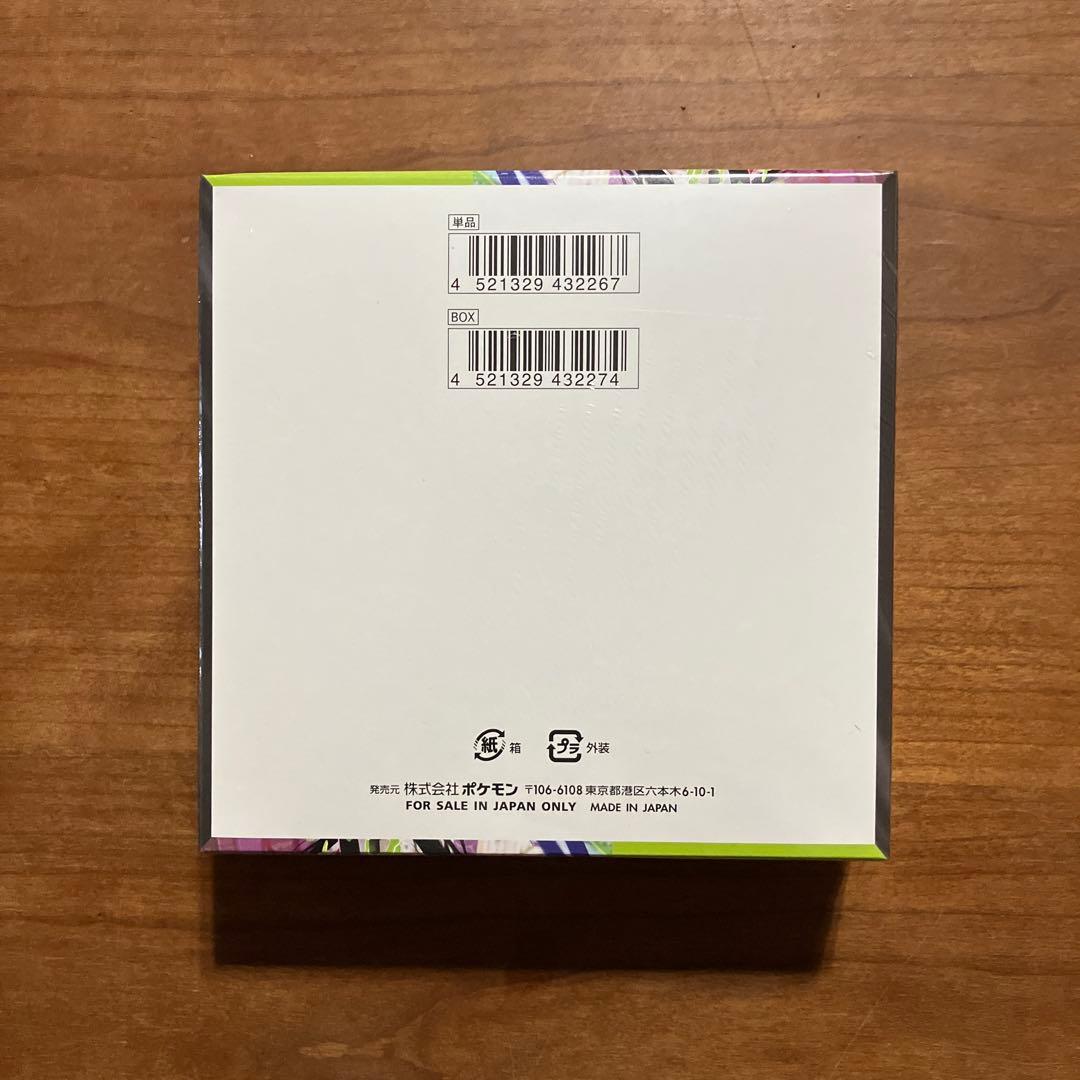 単品
4 521329 432267
BOX
4 521329 432274
紙 箱 プラ 外装
発売元 株式会社 ポケモン 〒106-6108 東京都港区六本木6-10-1
FOR SALE IN JAPAN ONLY MADE IN JAPAN